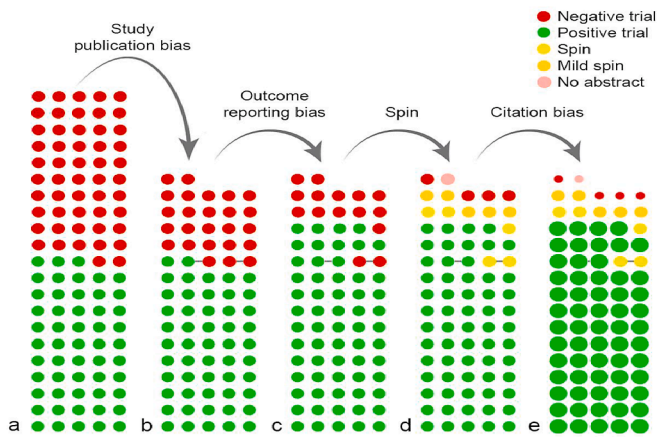 Study
publication bias
Outcome
reporting bias
Spin
Citation bias
Negative trial
Positive trial
Spin
Mild spin
No abstract
a
b
c
d
e